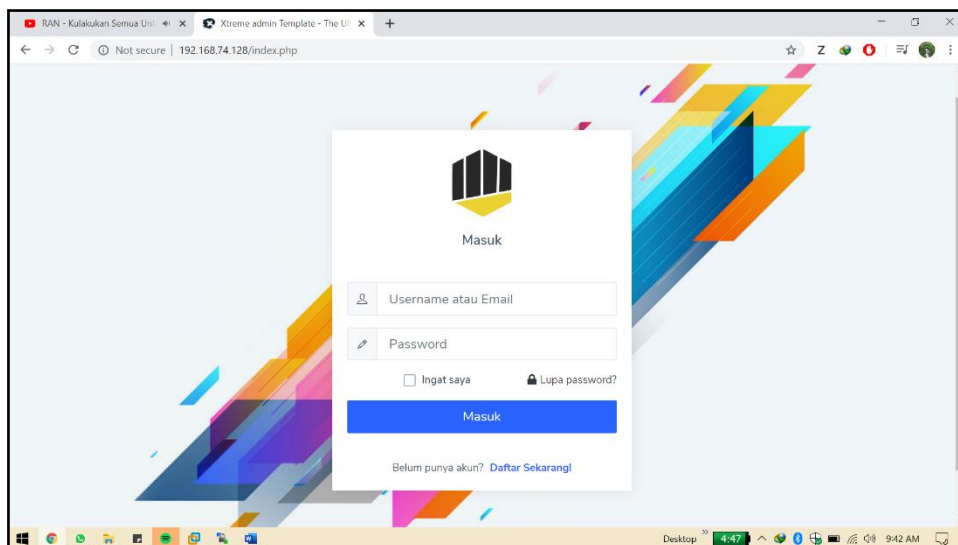 RAN - Kulakukan Semua Unt
Xtreme admin Template - The Ul
Not secure | 192.168.74.128/index.php
Z
Masuk
Username atau Email
Password
Ingat saya
Lupa password?
Masuk
Belum punya akun? Daftar Sekarang!
Desktop
4:47
9:42 AM